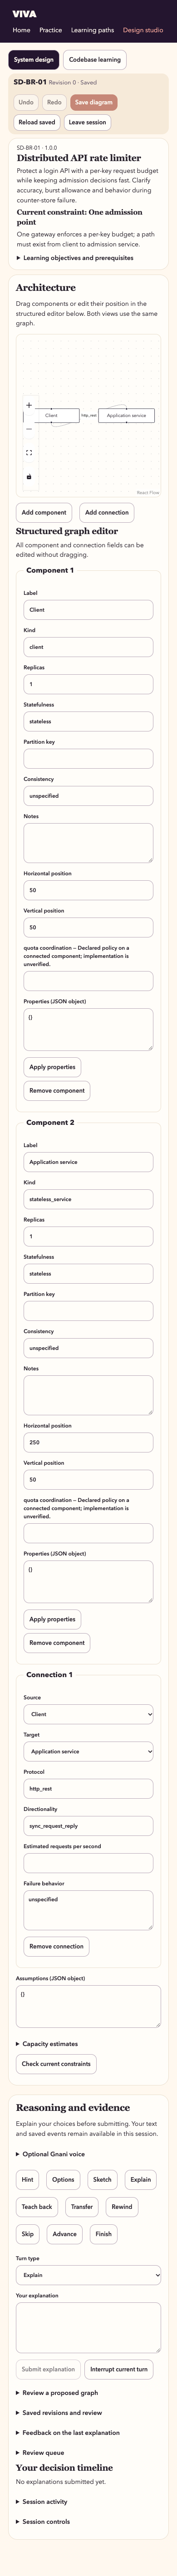 VIVA
Home Practice Learning paths Design studio
System design Codebase learning
SD-BR-01 Revision 0 · Saved
Undo Redo Save diagram
Reload saved Leave session
SD-BR-01 · 1.0.0
Distributed API rate limiter
Protect a login API with a per-key request budget
while keeping admission decisions fast. Clarify
accuracy, burst allowance and behavior during
counter-store failure.
Current constraint: One admission
point
One gateway enforces a per-key budget; a path
must exist from client to admission service.
▶ Learning objectives and prerequisites
Architecture
Drag components or edit their position in the
structured editor below. Both views use the same
graph.
Client http_rest Application service
React Flow
Add component Add connection
Structured graph editor
All component and connection fields can be
edited without dragging.
Component 1
Label
Client
Kind
client
Replicas
1
Statefulness
stateless
Partition key
Consistency
unspecified
Notes
Horizontal position
50
Vertical position
50
quota coordination — Declared policy on a
connected component; implementation is
unverified.
Properties (JSON object)
{}
Apply properties
Remove component
Component 2
Label
Application service
Kind
stateless_service
Replicas
1
Statefulness
stateless
Partition key
Consistency
unspecified
Notes
Horizontal position
250
Vertical position
50
quota coordination — Declared policy on a
connected component; implementation is
unverified.
Properties (JSON object)
{}
Apply properties
Remove component
Connection 1
Source
Client
Target
Application service
Protocol
http_rest
Directionality
sync_request_reply
Estimated requests per second
Failure behavior
unspecified
Remove connection
Assumptions (JSON object)
{}
▶ Capacity estimates
Check current constraints
Reasoning and evidence
Explain your choices before submitting. Your text
and saved events remain available in this session.
▶ Optional Gnani voice
Hint Options Sketch Explain
Teach back Transfer Rewind
Skip Advance Finish
Turn type
Explain
Your explanation
Submit explanation Interrupt current turn
▶ Review a proposed graph
▶ Saved revisions and review
▶ Feedback on the last explanation
▶ Review queue
Your decision timeline
No explanations submitted yet.
▶ Session activity
▶ Session controls